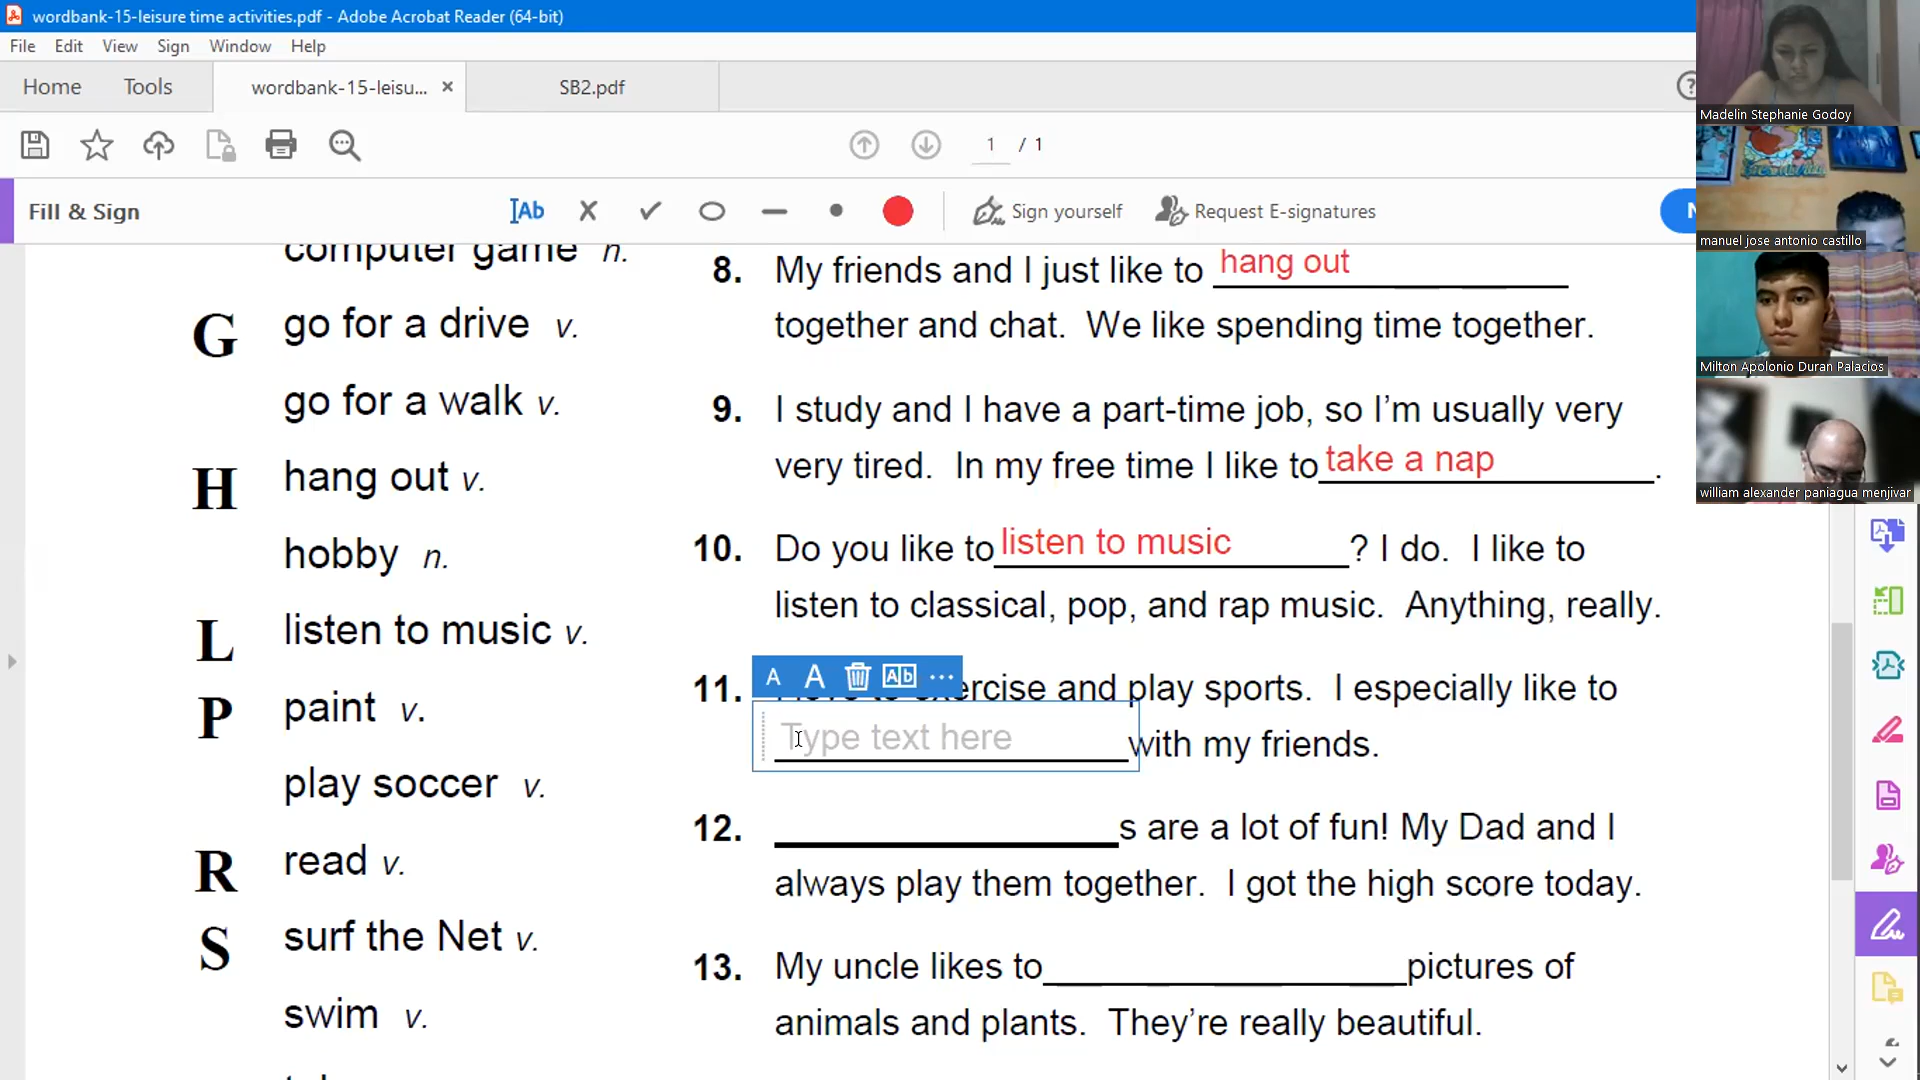 wordbank-15-leisure time activities.pdf - Adobe Acrobat Reader (64-bit)
File Edit View Sign Window Help
Home Tools wordbank-15-leisu... × SB2.pdf
1 / 1
Fill & Sign
Ab
Sign yourself
Request E-signatures
computer game n.
G go for a drive v.
go for a walk v.
H hang out v.
hobby n.
L listen to music v.
P paint v.
play soccer v.
R read v.
S surf the Net v.
swim v.
8. My friends and I just like to hang out
together and chat. We like spending time together.
9. I study and I have a part-time job, so I'm usually very
very tired. In my free time I like to take a nap.
10. Do you like to listen to music? I do. I like to
listen to classical, pop, and rap music. Anything, really.
A A Ab ...
11. exercise and play sports. I especially like to
Type text here with my friends.
12. s are a lot of fun! My Dad and I
always play them together. I got the high score today.
13. My uncle likes to pictures of
animals and plants. They're really beautiful.
Madelin Stephanie Godoy
manuel jose antonio castillo
Milton Apolonio Duran Palacios
william alexander paniagua menjivar